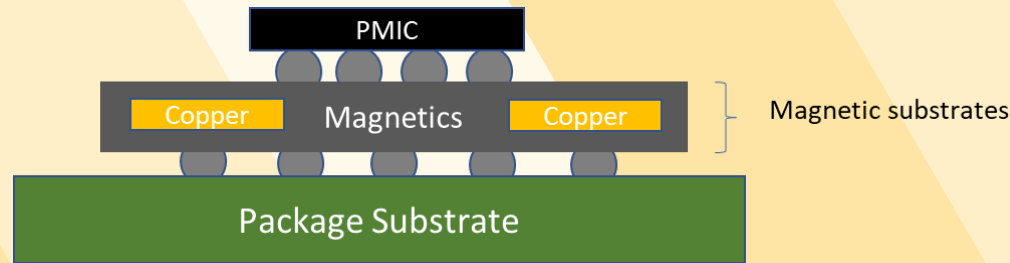 PMIC
Copper
Magnetics
Copper
Magnetic substrates
Package Substrate